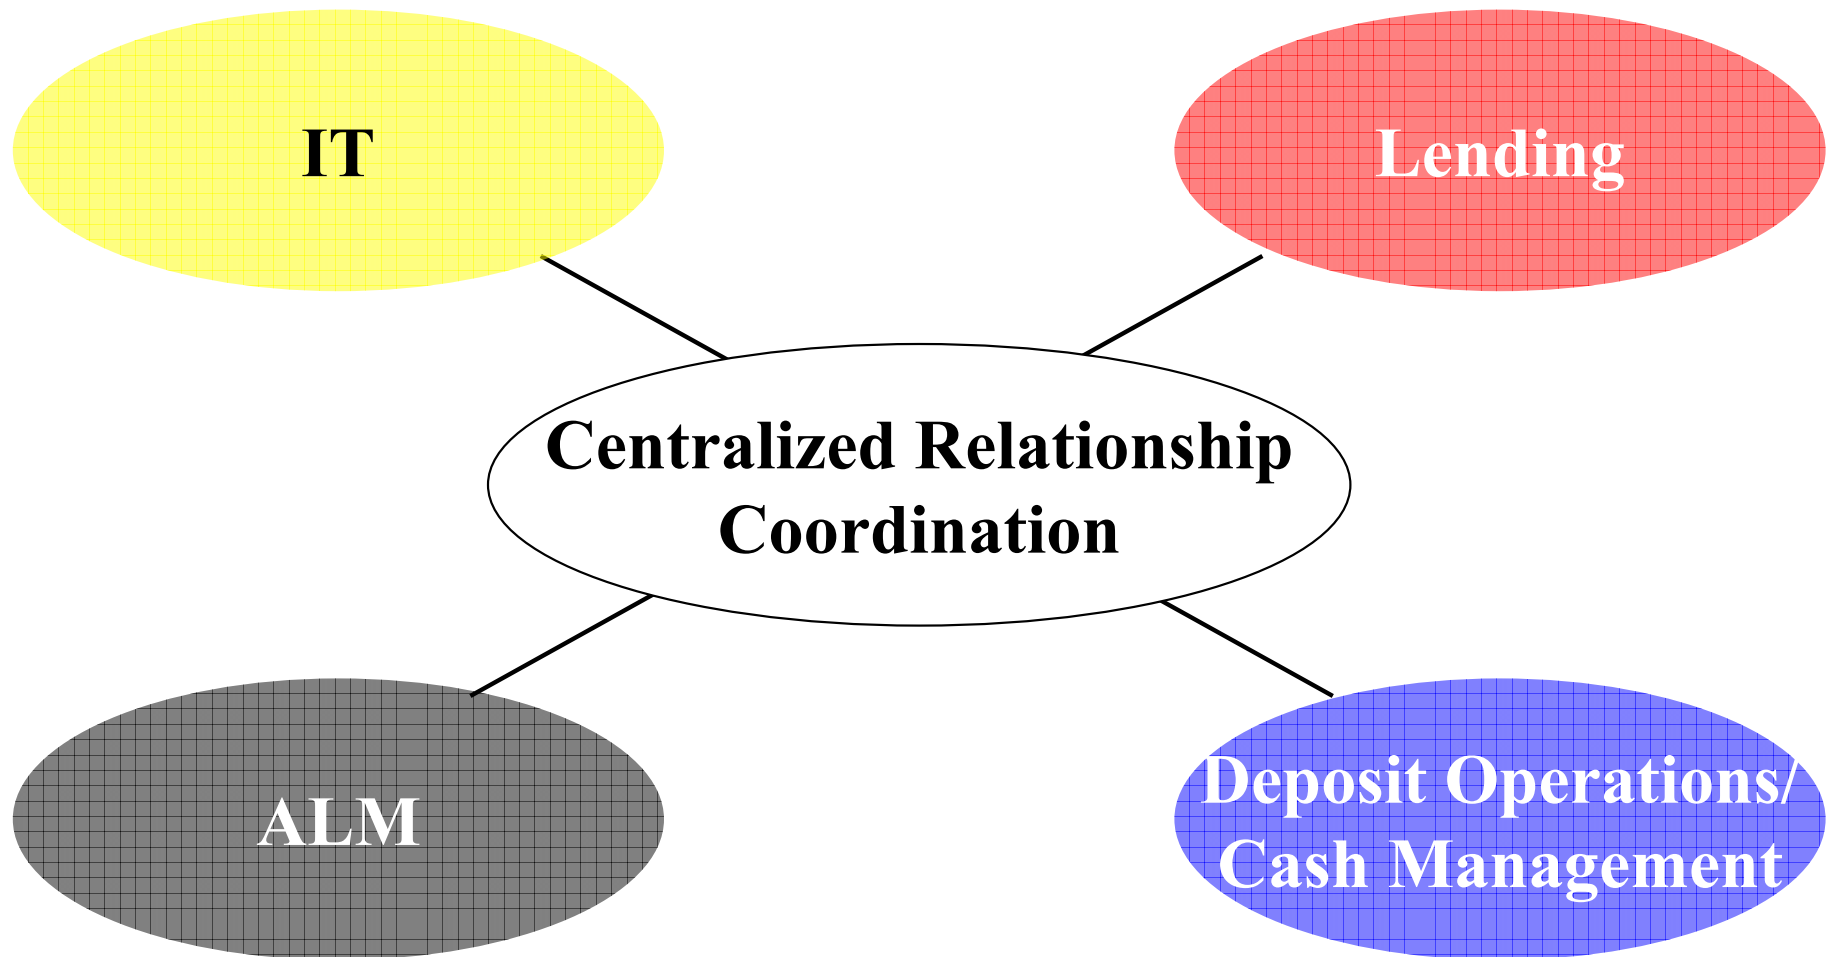 IT
Lending
Centralized Relationship
Coordination
ALM
Deposit Operations/
Cash Management